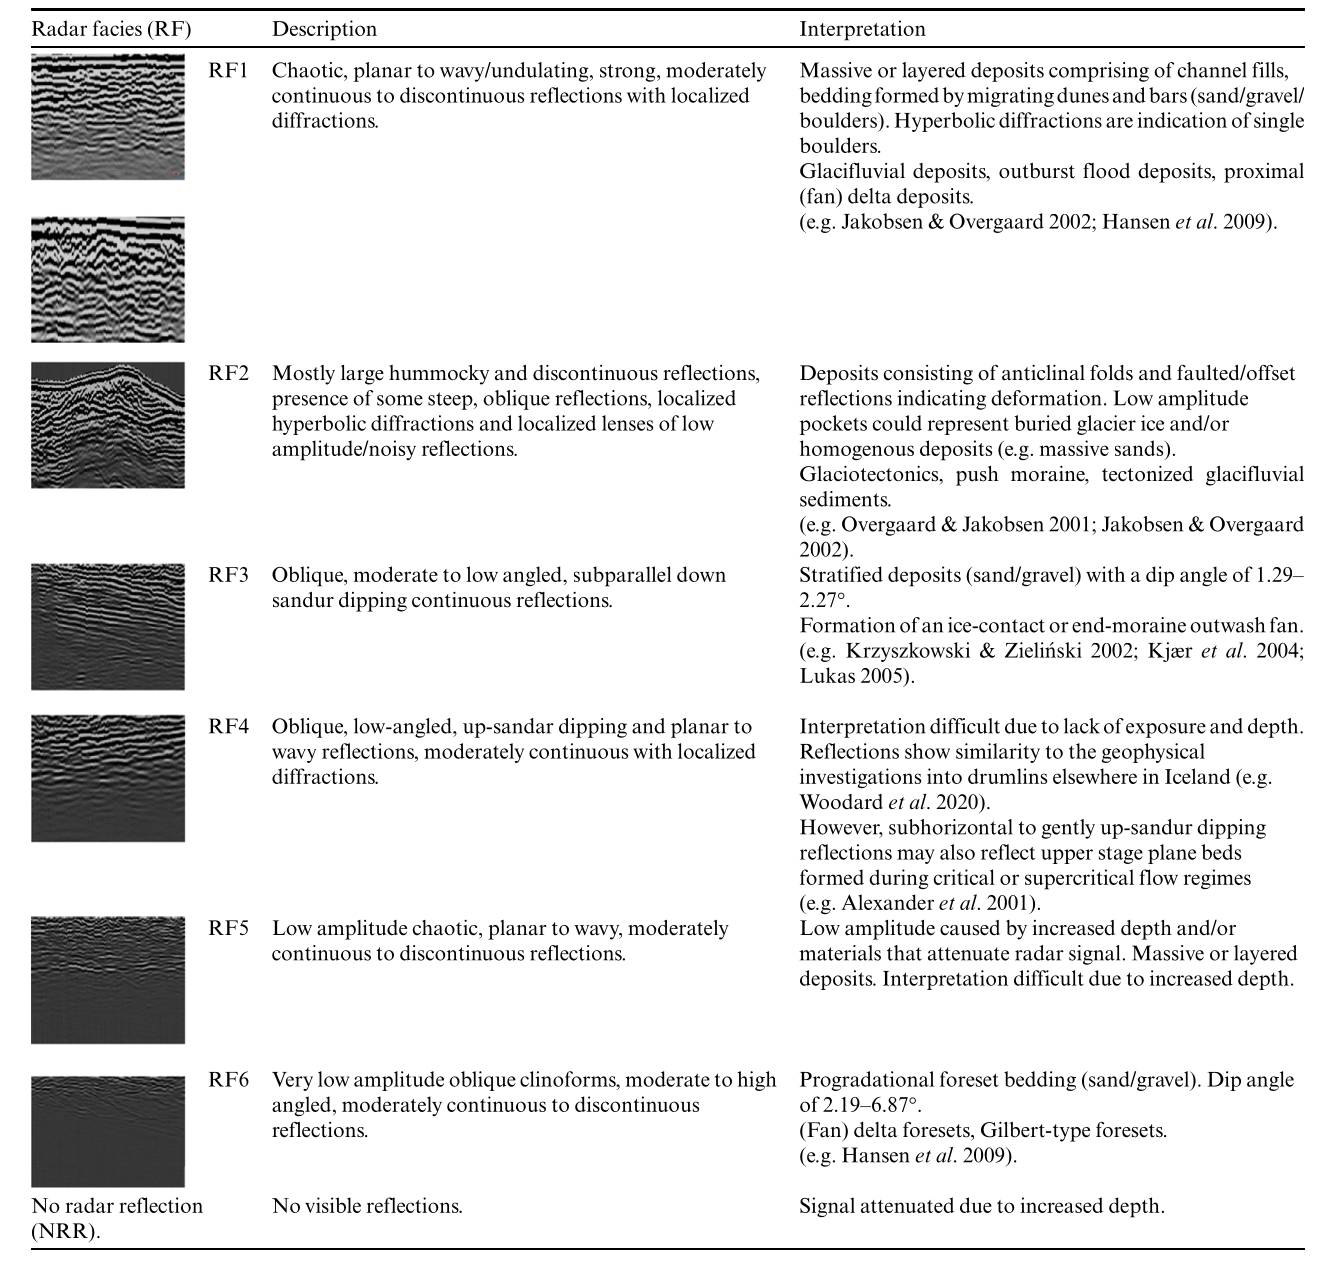 Radar facies (RF) Description Interpretation
RF1 Chaotic, planar to wavy/undulating, strong, moderately
continuous to discontinuous reflections with localized
diffractions.
Massive or layered deposits comprising of channel fills,
bedding formed by migrating dunes and bars (sand/gravel/
boulders). Hyperbolic diffractions are indication of single
boulders.
Glacifluvial deposits, outburst flood deposits, proximal
(fan) delta deposits.
(e.g. Jakobsen & Overgaard 2002; Hansen et al. 2009).
RF2 Mostly large hummocky and discontinuous reflections,
presence of some steep, oblique reflections, localized
hyperbolic diffractions and localized lenses of low
amplitude/noisy reflections.
Deposits consisting of anticlinal folds and faulted/offset
reflections indicating deformation. Low amplitude
pockets could represent buried glacier ice and/or
homogenous deposits (e.g. massive sands).
Glaciotectonics, push moraine, tectonized glacifluvial
sediments.
(e.g. Overgaard & Jakobsen 2001; Jakobsen & Overgaard
2002).
RF3 Oblique, moderate to low angled, subparallel down
sandur dipping continuous reflections.
Stratified deposits (sand/gravel) with a dip angle of 1.29–
2.27°.
Formation of an ice-contact or end-moraine outwash fan.
(e.g. Krzyszkowski & Zieliński 2002; Kjær et al. 2004;
Lukas 2005).
RF4 Oblique, low-angled, up-sandar dipping and planar to
wavy reflections, moderately continuous with localized
diffractions.
Interpretation difficult due to lack of exposure and depth.
Reflections show similarity to the geophysical
investigations into drumlins elsewhere in Iceland (e.g.
Woodard et al. 2020).
However, subhorizontal to gently up-sandur dipping
reflections may also reflect upper stage plane beds
formed during critical or supercritical flow regimes
(e.g. Alexander et al. 2001).
RF5 Low amplitude chaotic, planar to wavy, moderately
continuous to discontinuous reflections.
Low amplitude caused by increased depth and/or
materials that attenuate radar signal. Massive or layered
deposits. Interpretation difficult due to increased depth.
RF6 Very low amplitude oblique clinoforms, moderate to high
angled, moderately continuous to discontinuous
reflections.
Progradational foreset bedding (sand/gravel). Dip angle
of 2.19–6.87°.
(Fan) delta foresets, Gilbert-type foresets.
(e.g. Hansen et al. 2009).
No radar reflection
(NRR).
No visible reflections.
Signal attenuated due to increased depth.